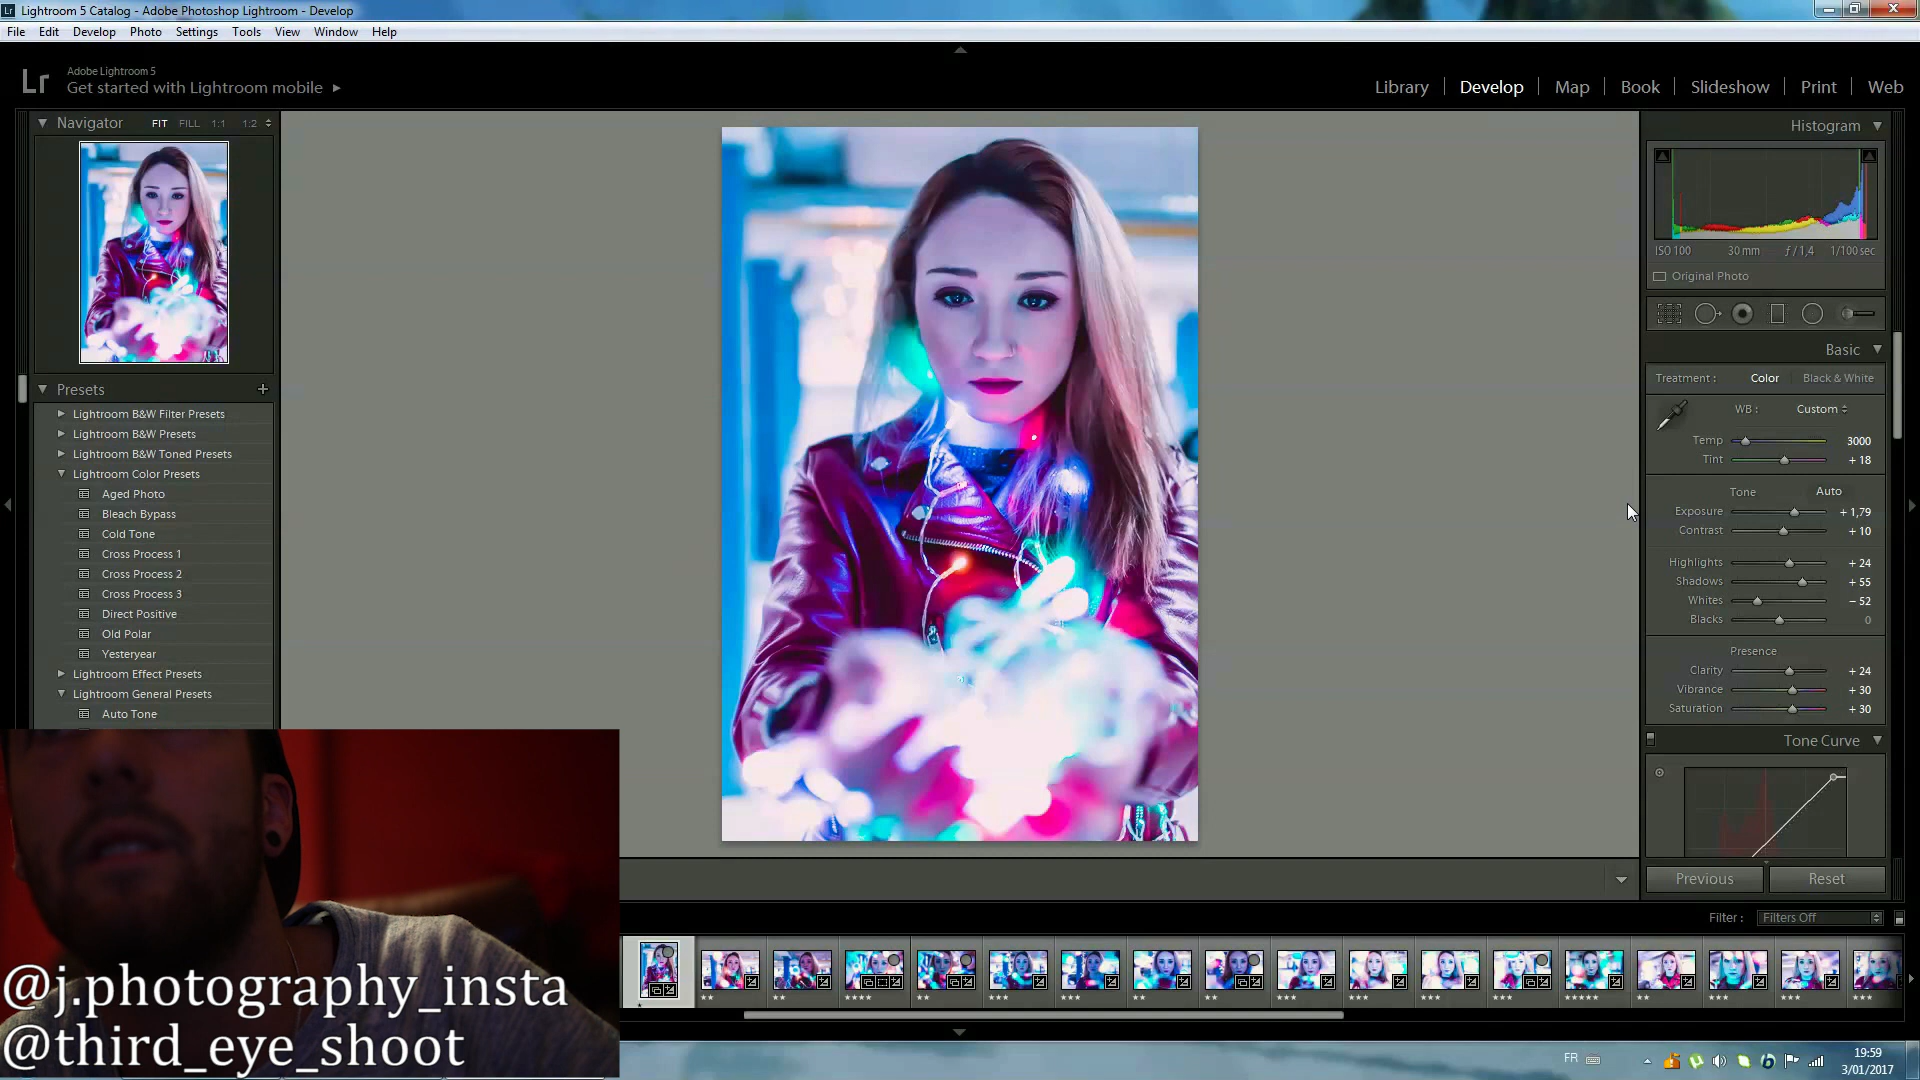 Lightroom 5 Catalog - Adobe Photoshop Lightroom - Develop
File Edit Develop Photo Settings Tools View Window Help
Lr
Adobe Lightroom 5
Get started with Lightroom mobile
Library Develop Map Book Slideshow Print Web
Navigator FIT FILL 1:1 1:2
Presets
Lightroom B&W Filter Presets
Lightroom B&W Presets
Lightroom B&W Toned Presets
Lightroom Color Presets
Aged Photo
Bleach Bypass
Cold Tone
Cross Process 1
Cross Process 2
Cross Process 3
Direct Positive
Old Polar
Yesteryear
Lightroom Effect Presets
Lightroom General Presets
Auto Tone
Histogram
ISO 100 30 mm ƒ / 1,4 1/100 sec
Original Photo
Basic
Treatment : Color Black & White
WB : Custom
Temp 3000
Tint + 18
Tone Auto
Exposure + 1,79
Contrast + 10
Highlights + 24
Shadows + 55
Whites – 52
Blacks 0
Presence
Clarity + 24
Vibrance + 30
Saturation + 30
Tone Curve
Previous Reset
Filter : Filters Off
@j.photography_insta
@third_eye_shoot
FR
19:59
3/01/2017